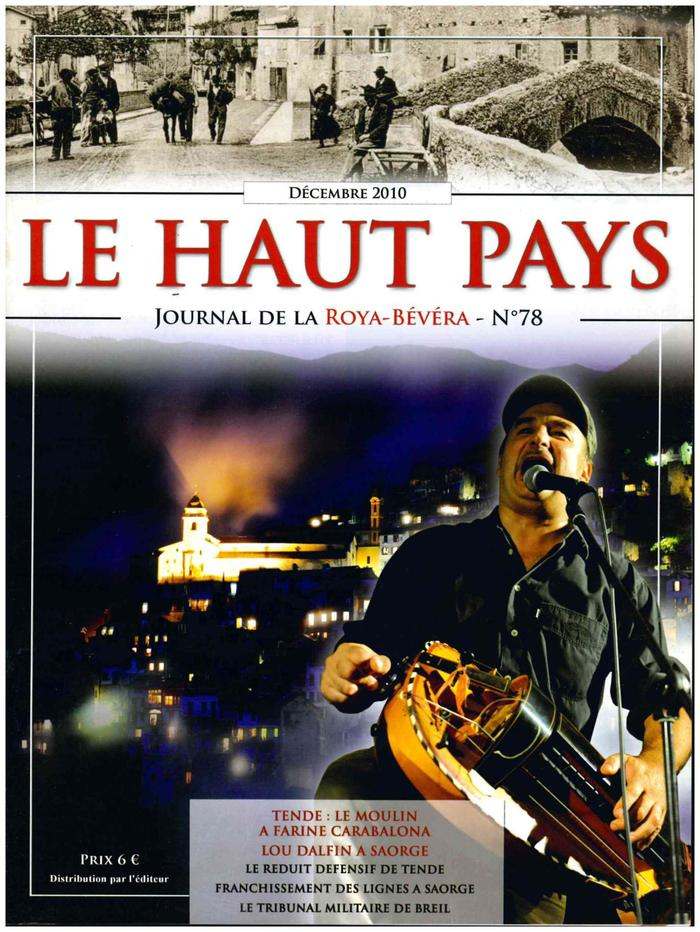 DÉCEMBRE 2010
LE HAUT PAYS
JOURNAL DE LA ROYA-BÉVÉRA - N°78
TENDE : LE MOULIN
A FARINE CARABALONA
LOU DALFIN A SAORGE
LE REDUIT DEFENSIF DE TENDE
FRANCHISSEMENT DES LIGNES A SAORGE
LE TRIBUNAL MILITAIRE DE BREIL
PRIX 6 €
Distribution par l'éditeur